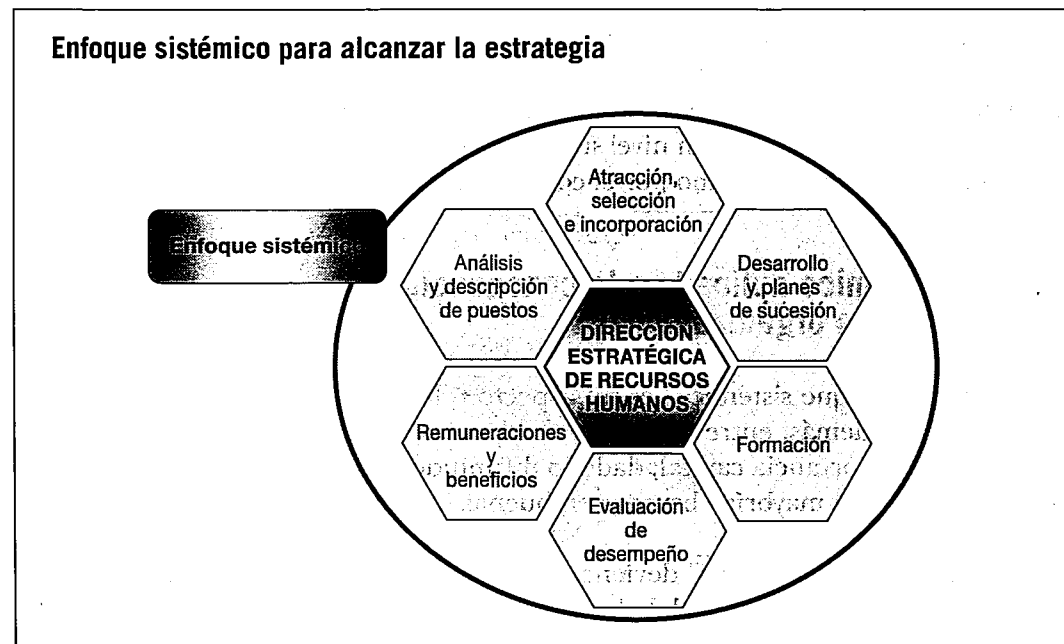 Enfoque sistémico para alcanzar la estrategia
Atracción,
selección
e incorporación
Enfoque sistémico
Análisis
y descripción
de puestos
Desarrollo
y planes
de sucesión
DIRECCIÓN
ESTRATÉGICA
DE RECURSOS
HUMANOS
Remuneraciones
y
beneficios
Formación
Evaluación
de
desempeño